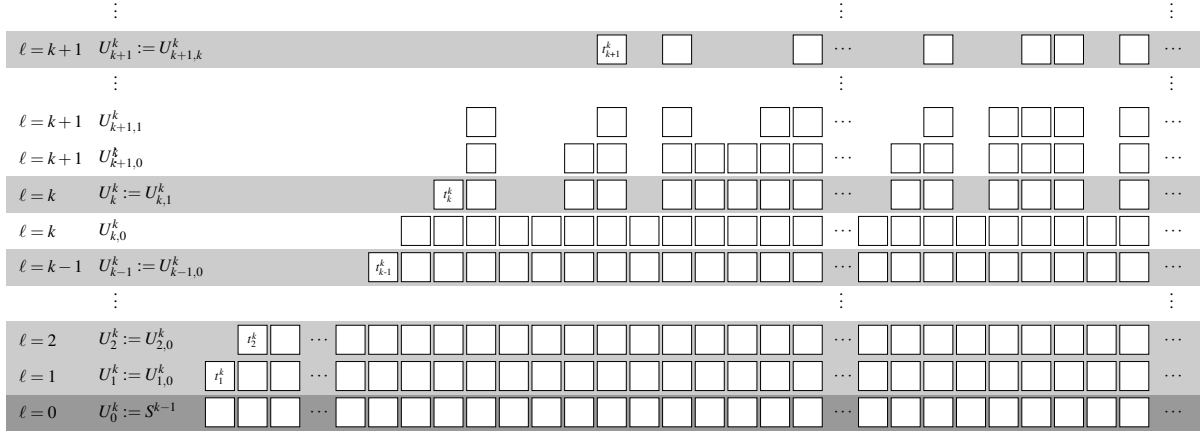 ⋮ ⋮ ⋮
ℓ = k+1 U^k_{k+1} := U^k_{k+1,k} t^k_{k+1} ⋯ ⋯
⋮ ⋮ ⋮
ℓ = k+1 U^k_{k+1,1} ⋯ ⋯
ℓ = k+1 U^k_{k+1,0} ⋯ ⋯
ℓ = k U^k_k := U^k_{k,1} t^k_k ⋯ ⋯
ℓ = k U^k_{k,0} ⋯ ⋯
ℓ = k−1 U^k_{k−1} := U^k_{k−1,0} t^k_{k-1} ⋯ ⋯
⋮ ⋮ ⋮
ℓ = 2 U^k_2 := U^k_{2,0} t^k_2 ⋯ ⋯ ⋯
ℓ = 1 U^k_1 := U^k_{1,0} t^k_1 ⋯ ⋯ ⋯
ℓ = 0 U^k_0 := S^{k−1} ⋯ ⋯ ⋯